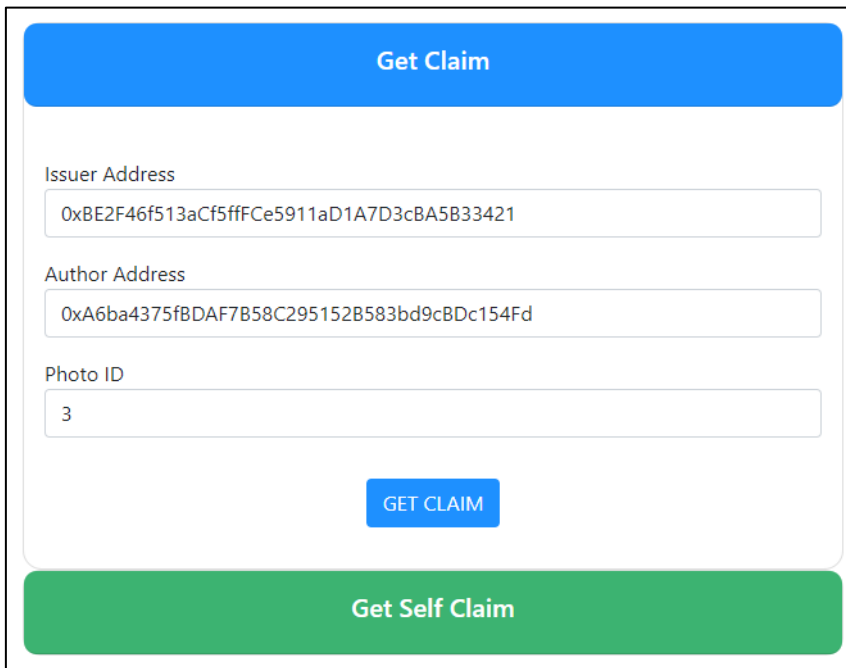 Get Claim
Issuer Address
0xBE2F46f513aCf5ffFCe5911aD1A7D3cBA5B33421
Author Address
0xA6ba4375fBDAF7B58C295152B583bd9cBDc154Fd
Photo ID
3
GET CLAIM
Get Self Claim